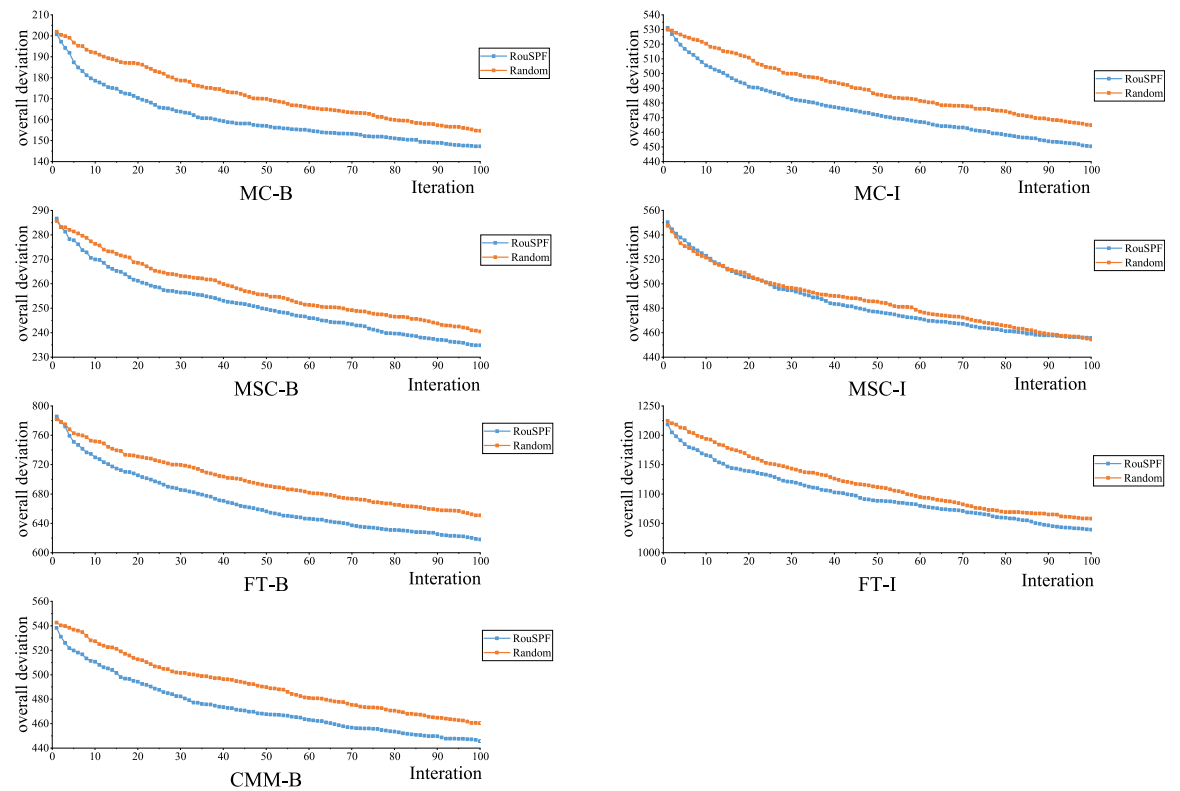 210
200
190
180
170
160
150
140
overall deviation
RouSPF
Random
0 10 20 30 40 50 60 70 80 90 100
MC-B
Iteration
540
530
520
510
500
490
480
470
460
450
440
overall deviation
RouSPF
Random
0 10 20 30 40 50 60 70 80 90 100
MC-I
Interation
290
280
270
260
250
240
230
overall deviation
RouSPF
Random
0 10 20 30 40 50 60 70 80 90 100
MSC-B
Interation
560
540
520
500
480
460
440
overall deviation
RouSPF
Random
0 10 20 30 40 50 60 70 80 90 100
MSC-I
Interation
800
760
720
680
640
600
overall deviation
RouSPF
Random
0 10 20 30 40 50 60 70 80 90 100
FT-B
Interation
1250
1200
1150
1100
1050
1000
overall deviation
RouSPF
Random
0 10 20 30 40 50 60 70 80 90 100
FT-I
Interation
560
540
520
500
480
460
440
overall deviation
RouSPF
Random
0 10 20 30 40 50 60 70 80 90 100
CMM-B
Interation